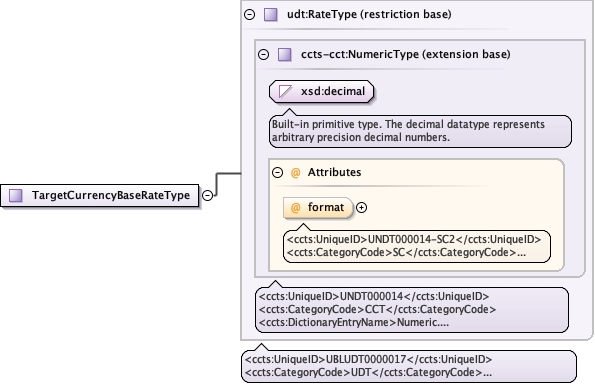 udt:RateType (restriction base)
ccts-cct:NumericType (extension base)
xsd:decimal
Built-in primitive type. The decimal datatype represents
arbitrary precision decimal numbers.
@ Attributes
TargetCurrencyBaseRateType
@ format
<ccts:UniqueID>UNDT000014-SC2</ccts:UniqueID>
<ccts:CategoryCode>SC</ccts:CategoryCode>...
<ccts:UniqueID>UNDT000014</ccts:UniqueID>
<ccts:CategoryCode>CCT</ccts:CategoryCode>
<ccts:DictionaryEntryName>Numeric....
<ccts:UniqueID>UBLUDT0000017</ccts:UniqueID>
<ccts:CategoryCode>UDT</ccts:CategoryCode>...